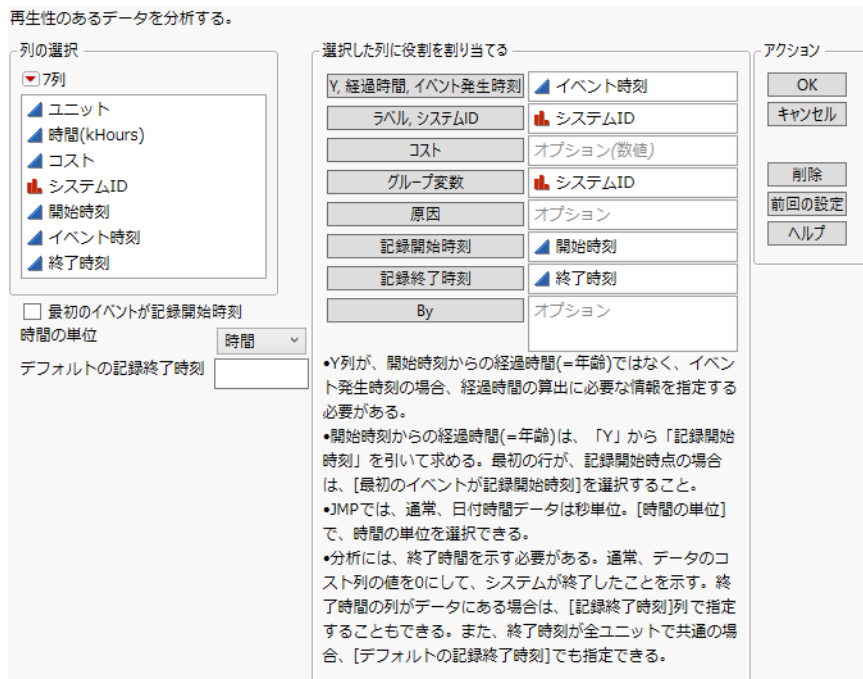 再生性のあるデータを分析する。
列の選択
7列
ユニット
時間(kHours)
コスト
システムID
開始時刻
イベント時刻
終了時刻
最初のイベントが記録開始時刻
時間の単位
時間
デフォルトの記録終了時刻
選択した列に役割を割り当てる
Y, 経過時間, イベント発生時刻
イベント時刻
ラベル, システムID
システムID
コスト
オプション(数値)
グループ変数
システムID
原因
オプション
記録開始時刻
開始時刻
記録終了時刻
終了時刻
By
オプション
•Y列が、開始時刻からの経過時間(=年齢)ではなく、イベン
ト発生時刻の場合、経過時間の算出に必要な情報を指定する
必要がある。
•開始時刻からの経過時間(=年齢)は、「Y」から「記録開始
時刻」を引いて求める。最初の行が、記録開始時点の場合
は、[最初のイベントが記録開始時刻]を選択すること。
•JMPでは、通常、日付時間データは秒単位。[時間の単位]
で、時間の単位を選択できる。
•分析には、終了時間を示す必要がある。通常、データのコ
スト列の値を0にして、システムが終了したことを示す。終
了時間の列がデータにある場合は、[記録終了時刻]列で指定
することもできる。また、終了時刻が全ユニットで共通の場
合、[デフォルトの記録終了時刻]でも指定できる。
アクション
OK
キャンセル
削除
前回の設定
ヘルプ